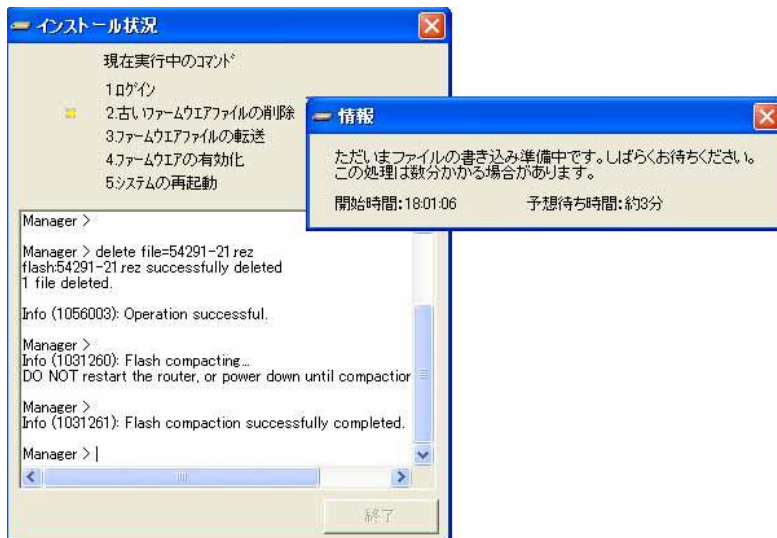 インストール状況
現在実行中のコマンド
1.ログイン
2.古いファームウエアファイルの削除
3.ファームウエアファイルの転送
4.ファームウエアの有効化
5.システムの再起動
情報
ただいまファイルの書き込み準備中です。しばらくお待ちください。
この処理は数分かかる場合があります。
開始時間:18:01:06 予想待ち時間:約3分
Manager >
Manager > delete file=54291-21.rez
flash:54291-21.rez successfully deleted
1 file deleted.
Info (1056003): Operation successful.
Manager >
Info (1031260): Flash compacting...
DO NOT restart the router, or power down until compaction
Manager >
Info (1031261): Flash compaction successfully completed.
Manager >
終了